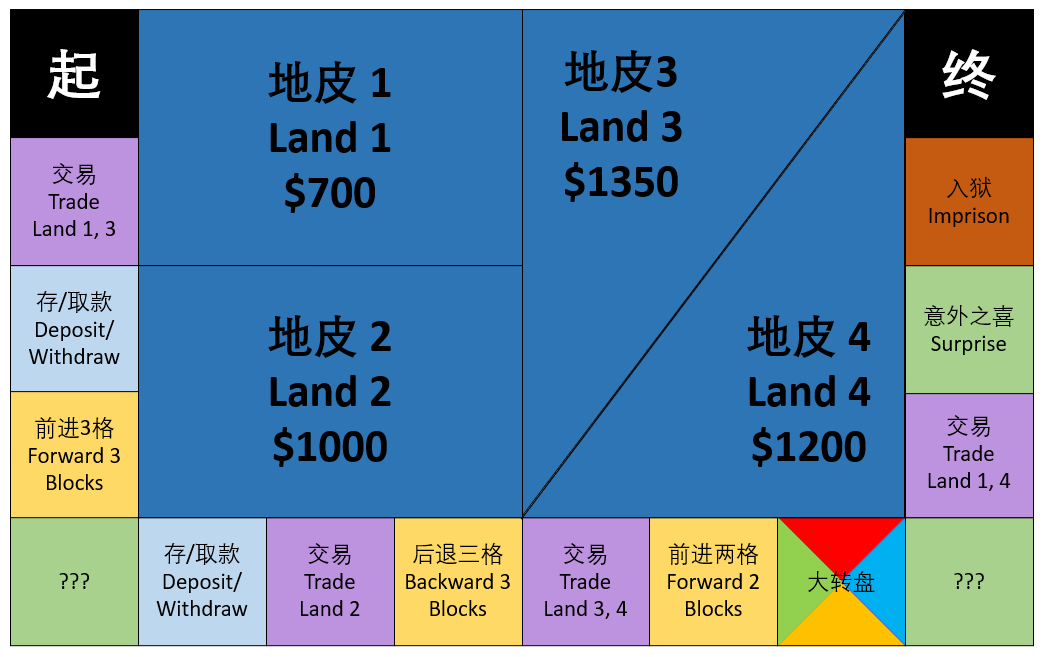 起
地皮 1
Land 1
$700
地皮3
Land 3
$1350
终
交易
Trade
Land 1, 3
入狱
Imprison
存/取款
Deposit/
Withdraw
地皮 2
Land 2
$1000
地皮 4
Land 4
$1200
意外之喜
Surprise
前进3格
Forward 3
Blocks
交易
Trade
Land 1, 4
???
存/取款
Deposit/
Withdraw
交易
Trade
Land 2
后退三格
Backward 3
Blocks
交易
Trade
Land 3, 4
前进两格
Forward 2
Blocks
大转盘
???